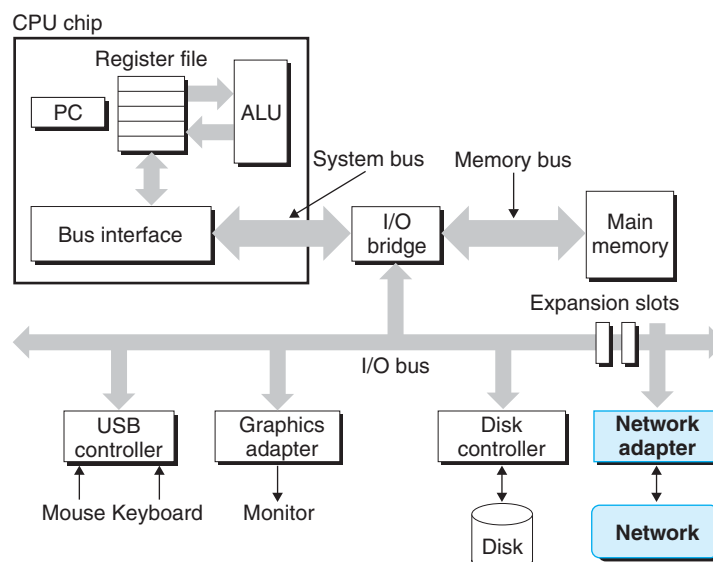 CPU chip
Register file
PC
ALU
System bus
Memory bus
Bus interface
I/O
bridge
Main
memory
Expansion slots
I/O bus
USB
controller
Graphics
adapter
Disk
controller
Network
adapter
Mouse Keyboard
Monitor
Disk
Network